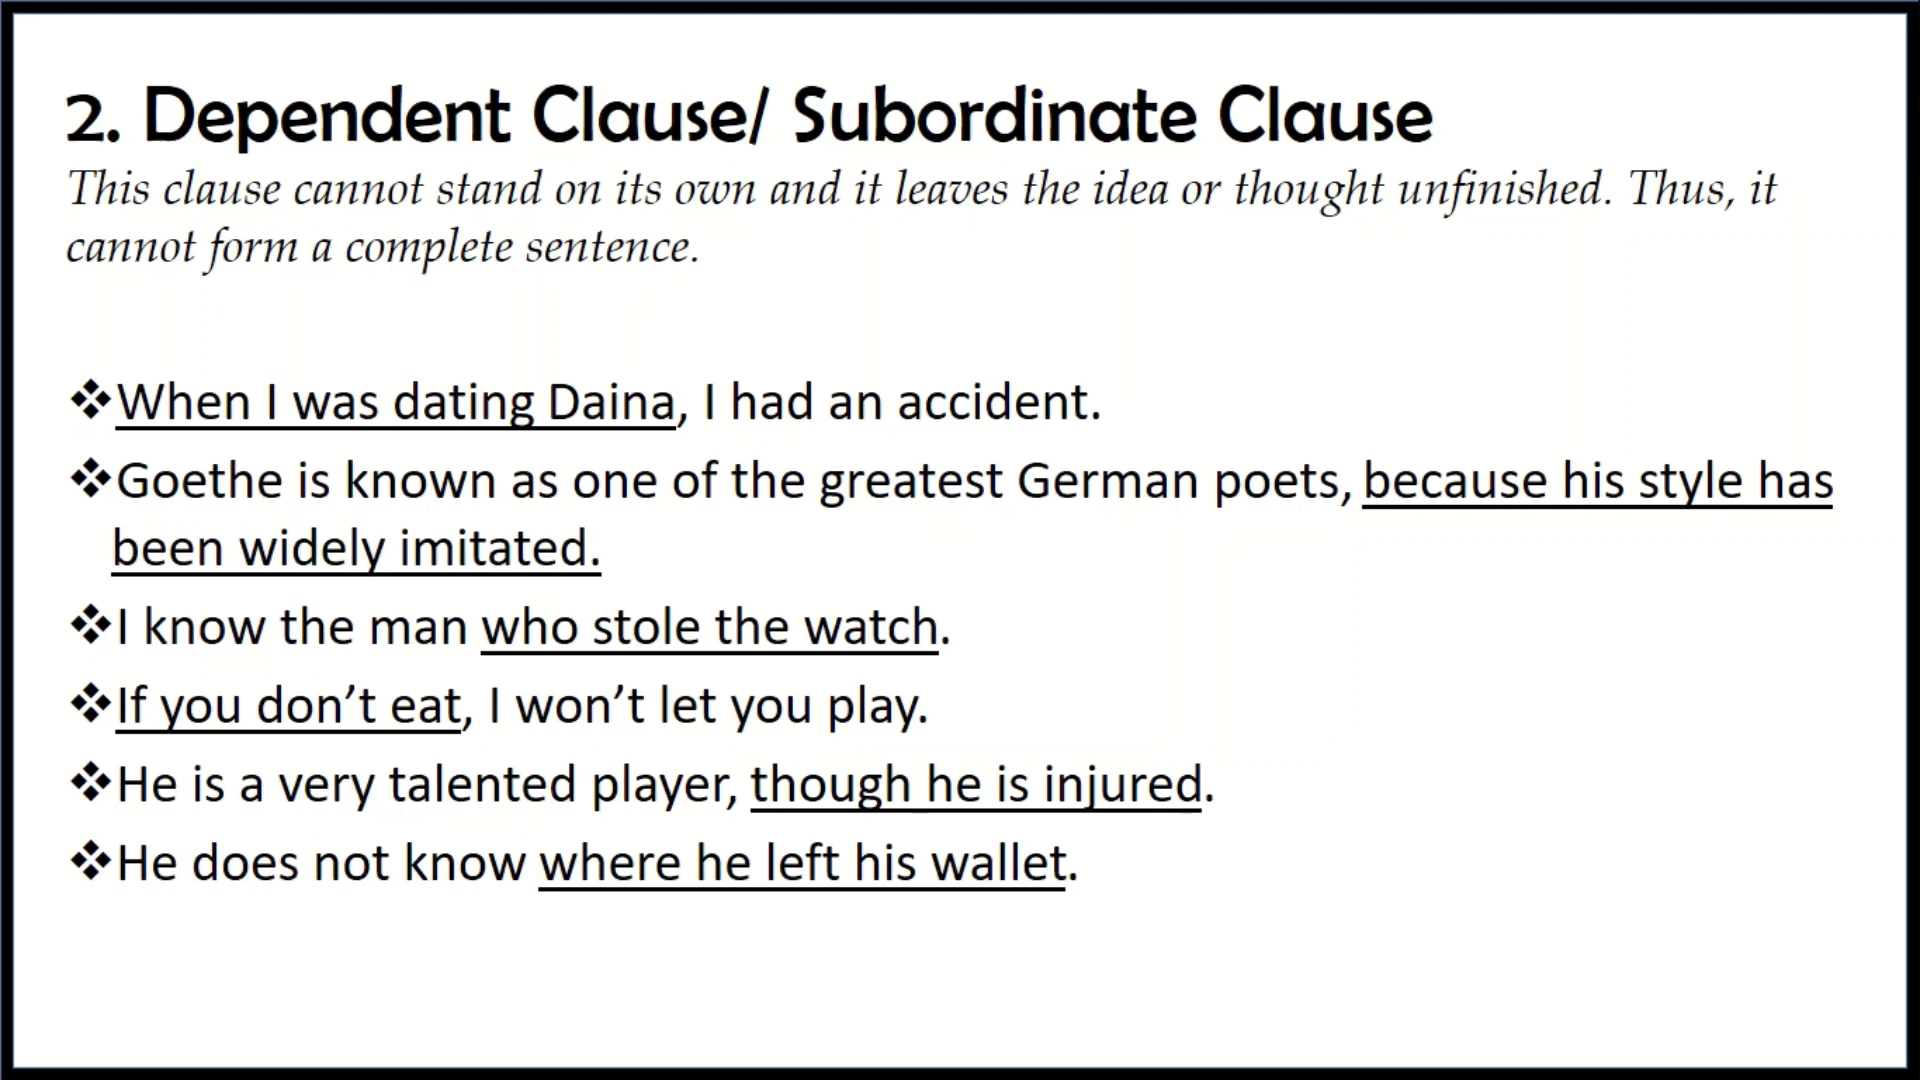 2. Dependent Clause/ Subordinate Clause
This clause cannot stand on its own and it leaves the idea or thought unfinished. Thus, it
cannot form a complete sentence.
❖When I was dating Daina, I had an accident.
❖Goethe is known as one of the greatest German poets, because his style has
been widely imitated.
❖I know the man who stole the watch.
❖If you don’t eat, I won’t let you play.
❖He is a very talented player, though he is injured.
❖He does not know where he left his wallet.